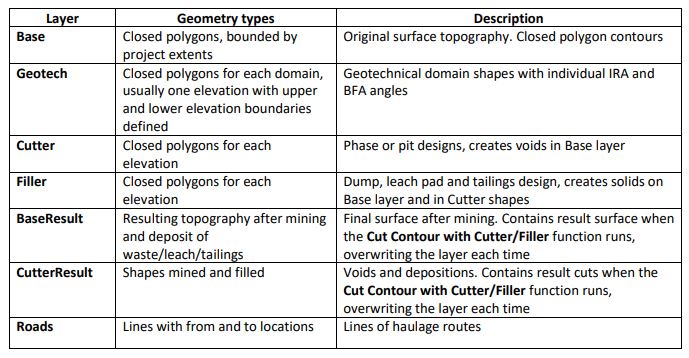 Layer Geometry types Description
Base Closed polygons, bounded by Original surface topography. Closed polygon contours
project extents
Geotech Closed polygons for each domain, Geotechnical domain shapes with individual IRA and
usually one elevation with upper BFA angles
and lower elevation boundaries
defined
Cutter Closed polygons for each Phase or pit designs, creates voids in Base layer
elevation
Filler Closed polygons for each Dump, leach pad and tailings design, creates solids on
elevation Base layer and in Cutter shapes
BaseResult Resulting topography after mining Final surface after mining. Contains result surface when
and deposit of the Cut Contour with Cutter/Filler function runs,
waste/leach/tailings overwriting the layer each time
CutterResult Shapes mined and filled Voids and depositions. Contains result cuts when the
Cut Contour with Cutter/Filler function runs,
overwriting the layer each time
Roads Lines with from and to locations Lines of haulage routes